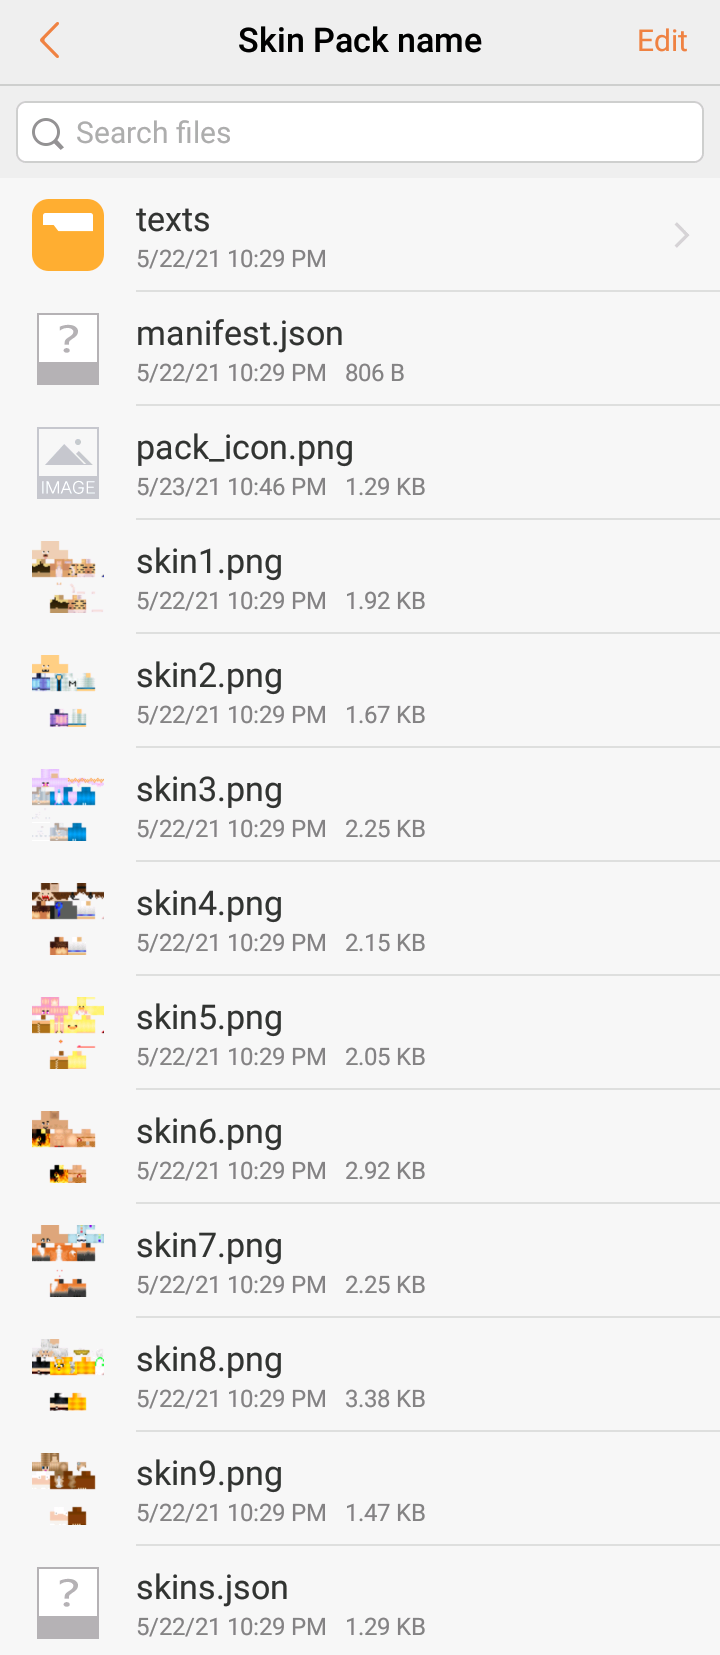 Skin Pack name
Edit
Search files
texts
5/22/21 10:29 PM
?
manifest.json
5/22/21 10:29 PM 806 B
IMAGE
pack_icon.png
5/23/21 10:46 PM 1.29 KB
skin1.png
5/22/21 10:29 PM 1.92 KB
skin2.png
5/22/21 10:29 PM 1.67 KB
skin3.png
5/22/21 10:29 PM 2.25 KB
skin4.png
5/22/21 10:29 PM 2.15 KB
skin5.png
5/22/21 10:29 PM 2.05 KB
skin6.png
5/22/21 10:29 PM 2.92 KB
skin7.png
5/22/21 10:29 PM 2.25 KB
skin8.png
5/22/21 10:29 PM 3.38 KB
skin9.png
5/22/21 10:29 PM 1.47 KB
?
skins.json
5/22/21 10:29 PM 1.29 KB